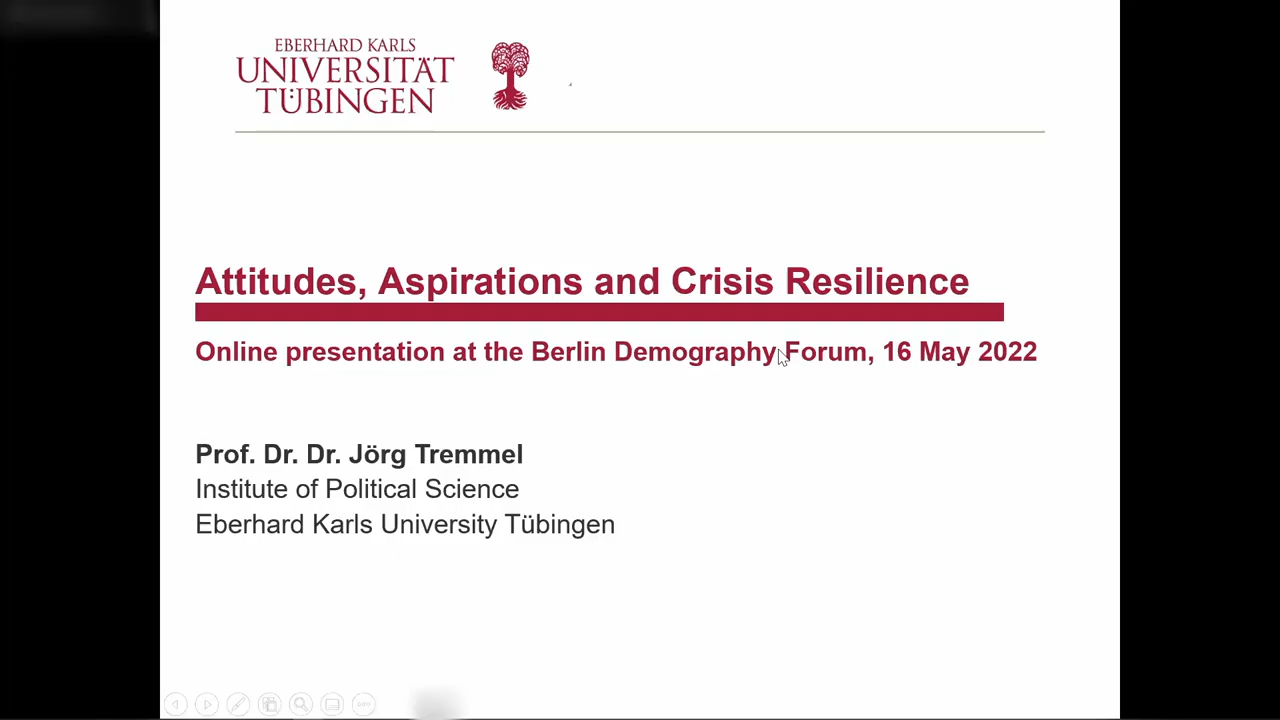 EBERHARD KARLS
UNIVERSITÄT
TÜBINGEN
Attitudes, Aspirations and Crisis Resilience
Online presentation at the Berlin Demography Forum, 16 May 2022
Prof. Dr. Dr. Jörg Tremmel
Institute of Political Science
Eberhard Karls University Tübingen